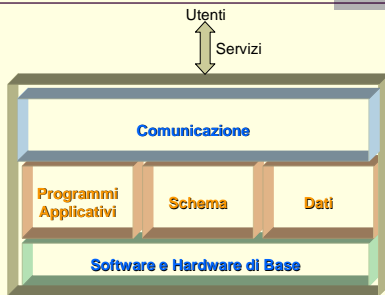 Utenti
Servizi
Comunicazione
Programmi
Applicativi
Schema
Dati
Software e Hardware di Base